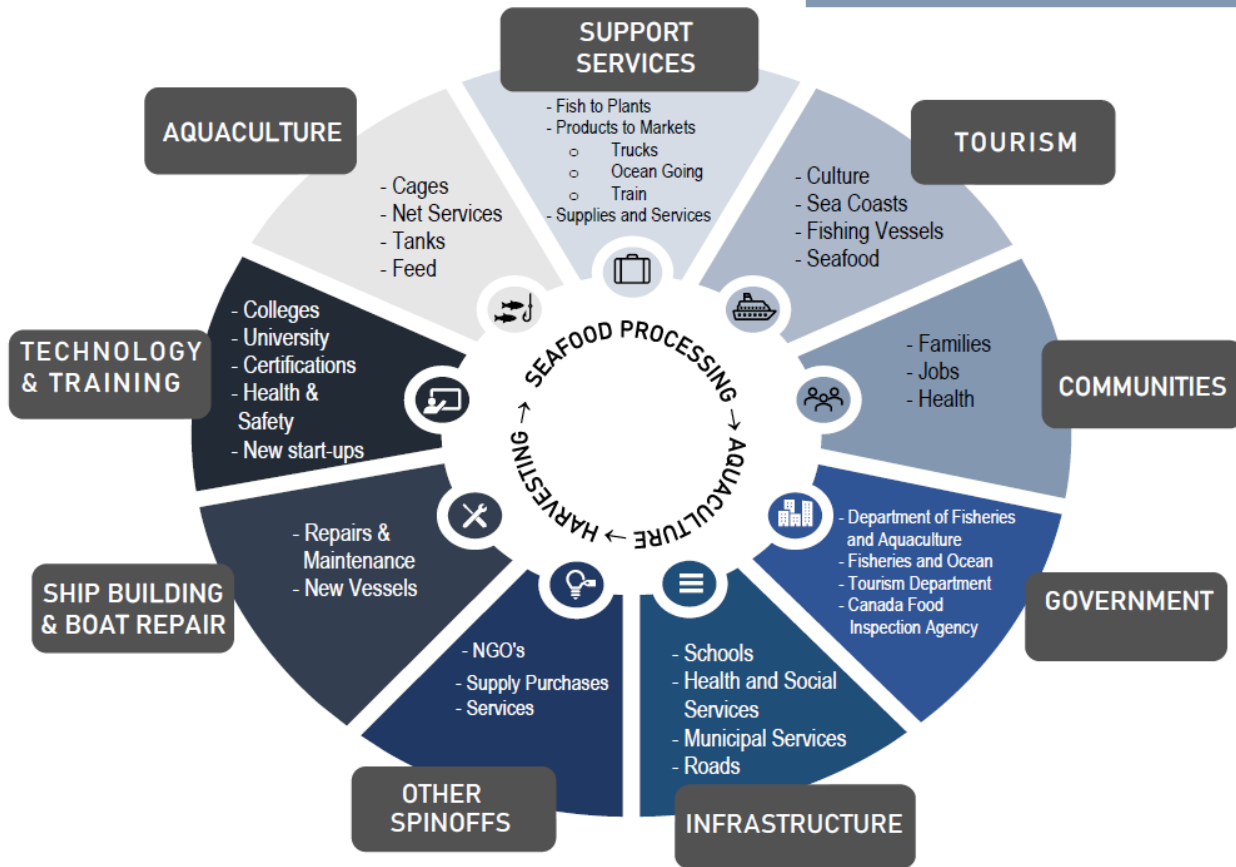 SUPPORT
SERVICES
- Fish to Plants
- Products to Markets
o Trucks
o Ocean Going
o Train
- Supplies and Services
TOURISM
- Culture
- Sea Coasts
- Fishing Vessels
- Seafood
COMMUNITIES
- Families
- Jobs
- Health
GOVERNMENT
- Department of Fisheries
and Aquaculture
- Fisheries and Ocean
- Tourism Department
- Canada Food
Inspection Agency
INFRASTRUCTURE
- Schools
- Health and Social
Services
- Municipal Services
- Roads
OTHER
SPINOFFS
- NGO's
- Supply Purchases
- Services
SHIP BUILDING
& BOAT REPAIR
- Repairs &
Maintenance
- New Vessels
TECHNOLOGY
& TRAINING
- Colleges
- University
- Certifications
- Health &
Safety
- New start-ups
AQUACULTURE
- Cages
- Net Services
- Tanks
- Feed
SEAFOOD PROCESSING → AQUACULTURE → HARVESTING →